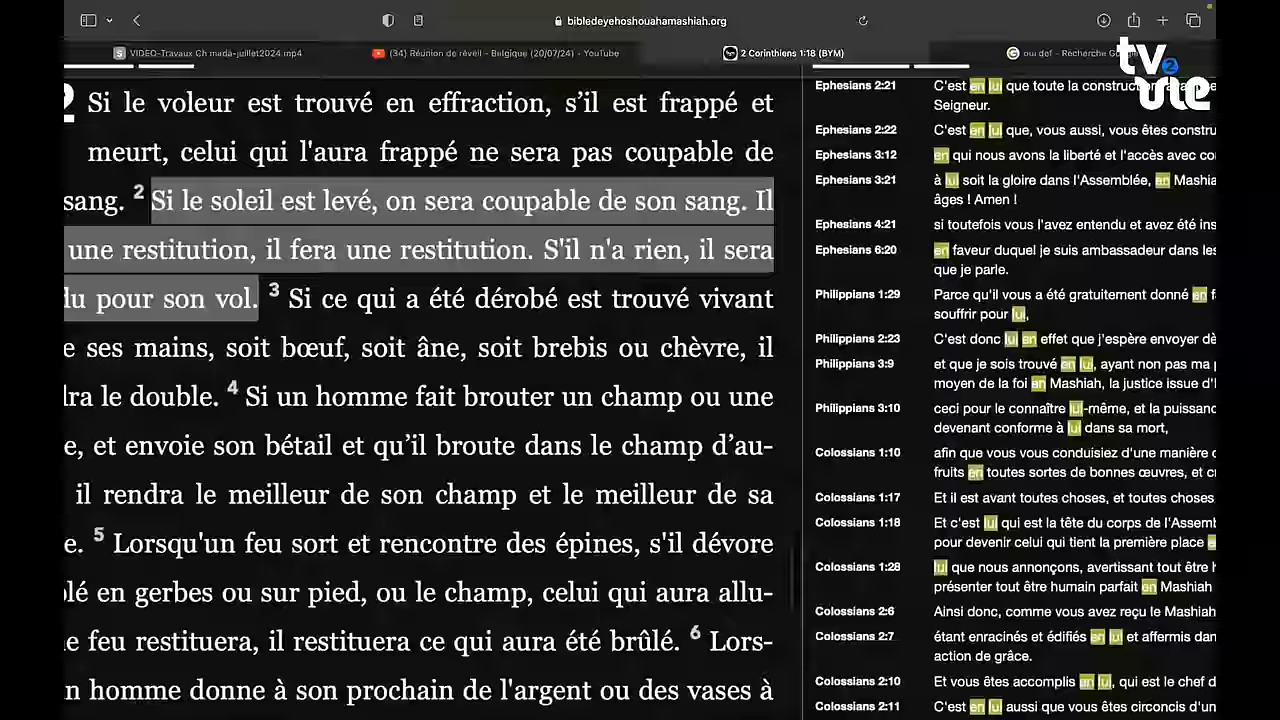 bibledeyehoshouahamashiah.org
VIDEO-Travaux Ch madà-juillet2024.mp4
(34) Réunion de réveil - Belgique (20/07/24) - YouTube
2 Corinthiens 1:18 (BYM)
ou def - Recherche
tv 2 vie
Si le voleur est trouvé en effraction, s’il est frappé et
meurt, celui qui l'aura frappé ne sera pas coupable de
sang. 2 Si le soleil est levé, on sera coupable de son sang. Il
une restitution, il fera une restitution. S'il n'a rien, il sera
du pour son vol. 3 Si ce qui a été dérobé est trouvé vivant
e ses mains, soit bœuf, soit âne, soit brebis ou chèvre, il
dra le double. 4 Si un homme fait brouter un champ ou une
e, et envoie son bétail et qu’il broute dans le champ d’au-
il rendra le meilleur de son champ et le meilleur de sa
e. 5 Lorsqu'un feu sort et rencontre des épines, s'il dévore
blé en gerbes ou sur pied, ou le champ, celui qui aura allu-
e feu restituera, il restituera ce qui aura été brûlé. 6 Lors-
n homme donne à son prochain de l'argent ou des vases à
Ephesians 2:21 C'est en lui que toute la construct
Seigneur.
Ephesians 2:22 C'est en lui que, vous aussi, vous êtes constru
Ephesians 3:12 en qui nous avons la liberté et l'accès avec co
Ephesians 3:21 à lui soit la gloire dans l'Assemblée, en Mashia
âges ! Amen !
Ephesians 4:21 si toutefois vous l'avez entendu et avez été ins
Ephesians 6:20 en faveur duquel je suis ambassadeur dans les
que je parle.
Philippians 1:29 Parce qu'il vous a été gratuitement donné en f
souffrir pour lui,
Philippians 2:23 C'est donc lui en effet que j'espère envoyer dè
Philippians 3:9 et que je sois trouvé en lui, ayant non pas ma p
moyen de la foi en Mashiah, la justice issue d'
Philippians 3:10 ceci pour le connaître lui-même, et la puissanc
devenant conforme à lui dans sa mort,
Colossians 1:10 afin que vous vous conduisiez d'une manière d
fruits en toutes sortes de bonnes œuvres, et c
Colossians 1:17 Et il est avant toutes choses, et toutes choses
Colossians 1:18 Et c'est lui qui est la tête du corps de l'Assemb
pour devenir celui qui tient la première place e
Colossians 1:28 lui que nous annonçons, avertissant tout être h
présenter tout être humain parfait en Mashiah
Colossians 2:6 Ainsi donc, comme vous avez reçu le Mashiah
Colossians 2:7 étant enracinés et édifiés en lui et affermis dan
action de grâce.
Colossians 2:10 Et vous êtes accomplis en lui, qui est le chef d
Colossians 2:11 C'est en lui aussi que vous êtes circoncis d'un